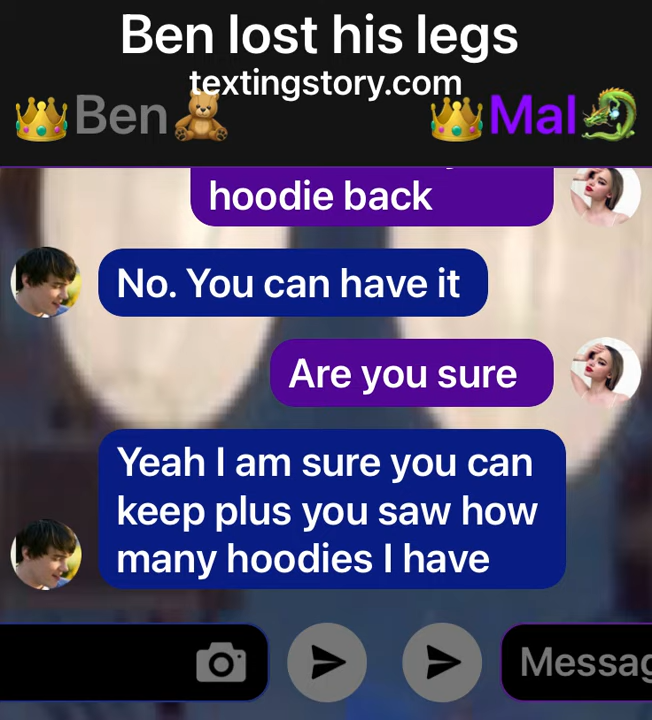 Ben lost his legs
textingstory.com
👑Ben🧸 👑Mal🐉
hoodie back
No. You can have it
Are you sure
Yeah I am sure you can
keep plus you saw how
many hoodies I have
Messag